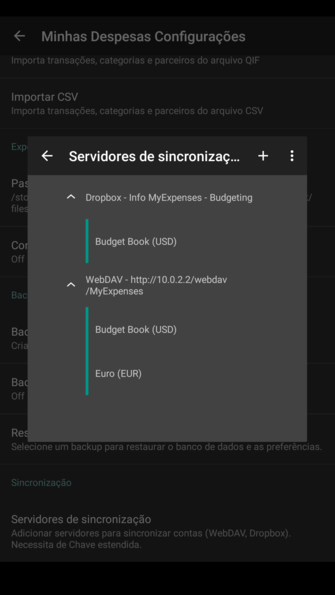 Minhas Despesas Configurações
Importa transações, categorias e parceiros do arquivo QIF
Importar CSV
Importa transações, categorias e parceiros do arquivo CSV
Servidores de sincronizaç...
Dropbox - Info MyExpenses - Budgeting
Budget Book (USD)
WebDAV - http://10.0.2.2/webdav
/MyExpenses
Budget Book (USD)
Euro (EUR)
Exp
Pas
/sto
files
Con
Off
Bac
Bac
Cria
Bac
Off
Res
Selecione um backup para restaurar o banco de dados e as preferências.
Sincronização
Servidores de sincronização
Adicionar servidores para sincronizar contas (WebDAV, Dropbox).
Necessita de Chave estendida.